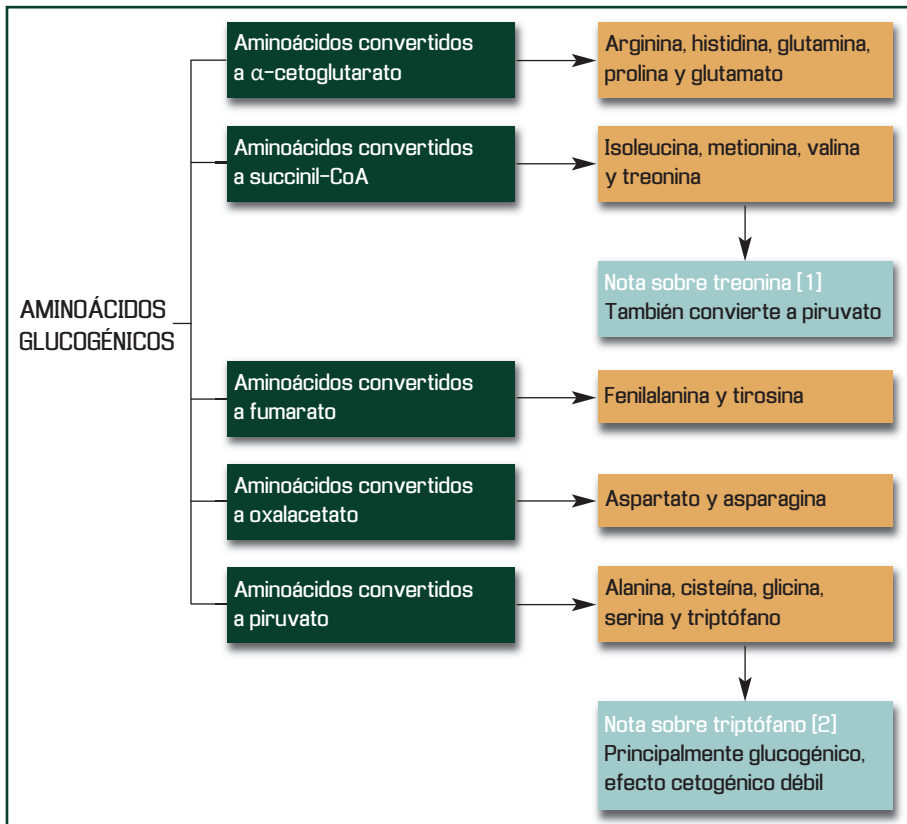 AMINOÁCIDOS
GLUCOGÉNICOS
Aminoácidos convertidos
a α-cetoglutarato
Arginina, histidina, glutamina,
prolina y glutamato
Aminoácidos convertidos
a succinil-CoA
Isoleucina, metionina, valina
y treonina
Nota sobre treonina [1]
También convierte a piruvato
Aminoácidos convertidos
a fumarato
Fenilalanina y tirosina
Aminoácidos convertidos
a oxalacetato
Aspartato y asparagina
Aminoácidos convertidos
a piruvato
Alanina, cisteína, glicina,
serina y triptófano
Nota sobre triptófano [2]
Principalmente glucogénico,
efecto cetogénico débil